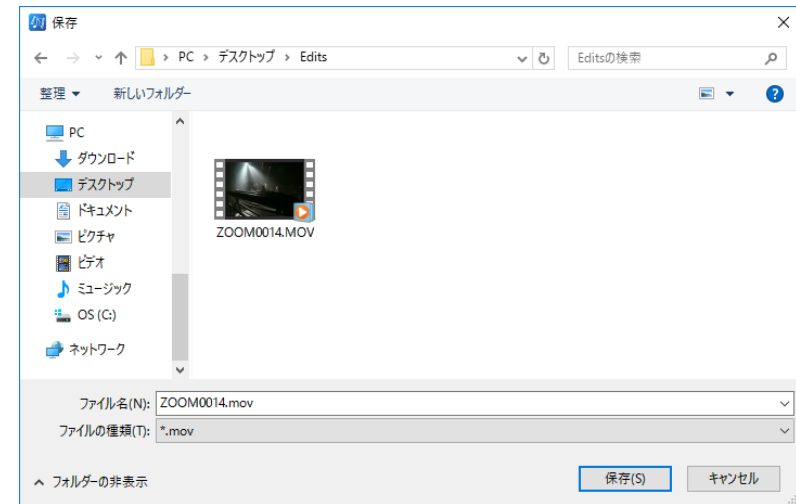 保存
PC › デスクトップ › Edits
Editsの検索
整理
新しいフォルダー
?
PC
ダウンロード
デスクトップ
ドキュメント
ピクチャ
ビデオ
ミュージック
OS (C:)
ネットワーク
ZOOM0014.MOV
ファイル名(N): ZOOM0014.mov
ファイルの種類(T): *.mov
フォルダーの非表示
保存(S)
キャンセル